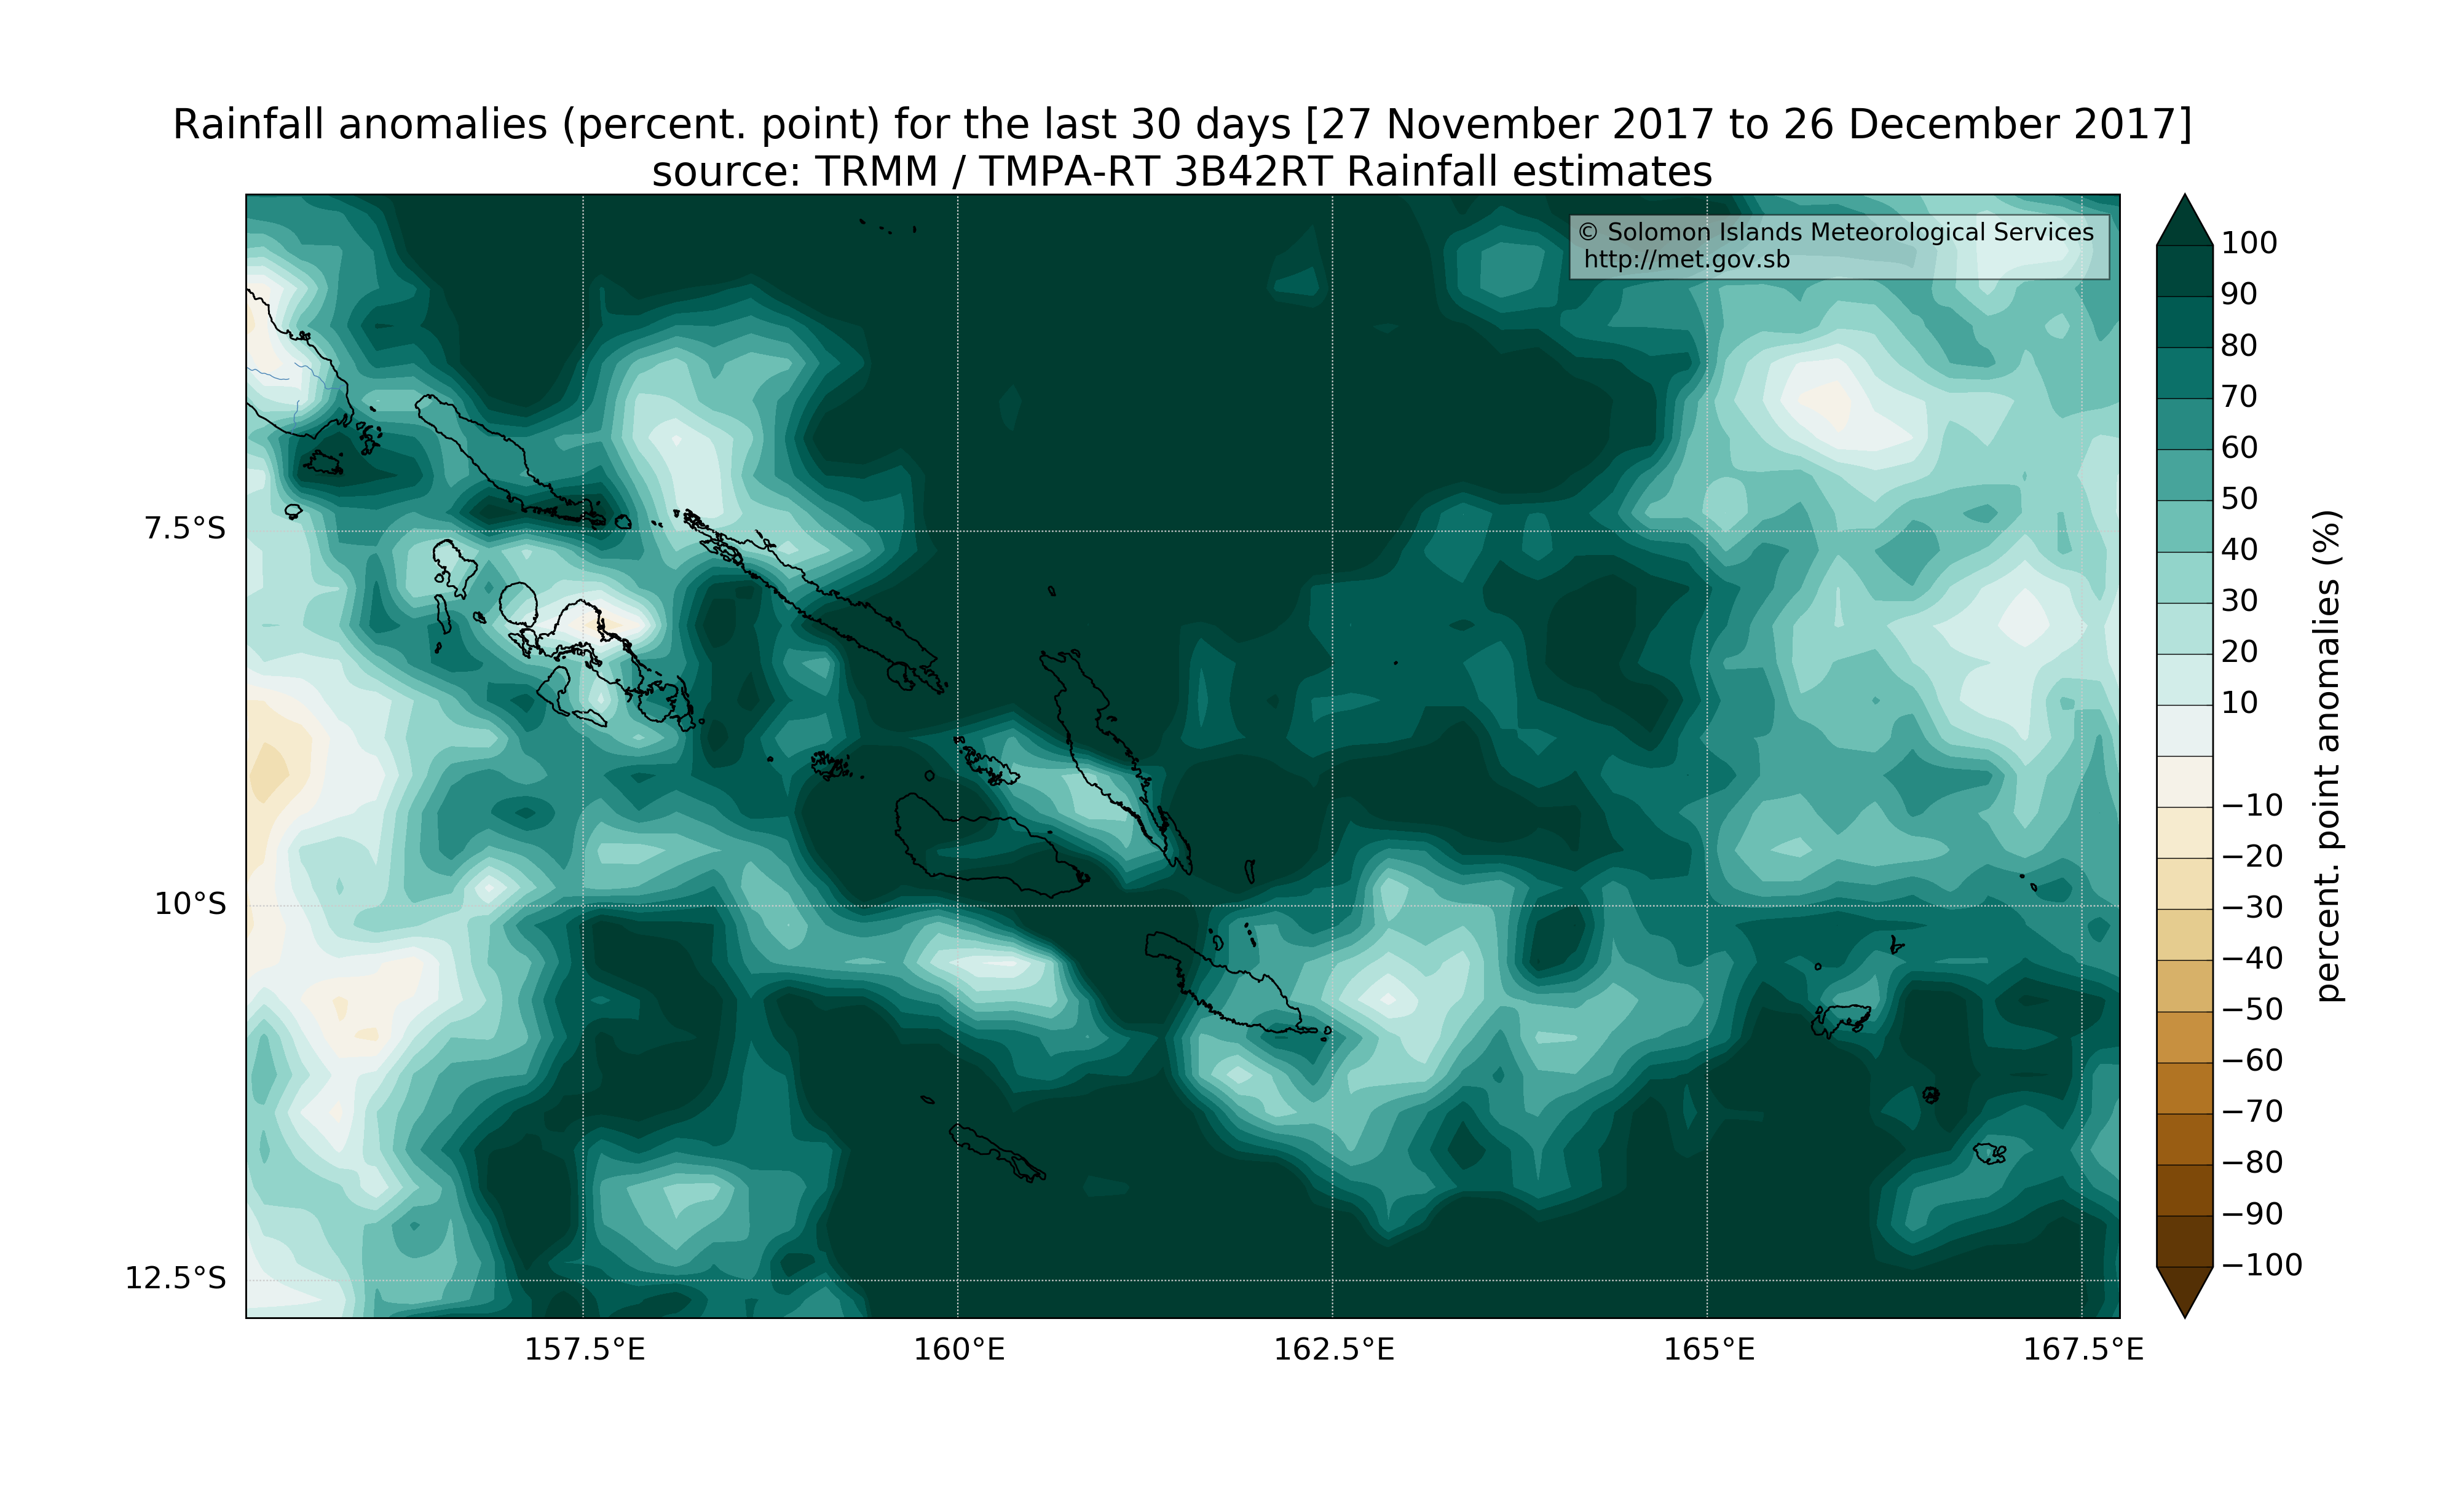 Rainfall anomalies (percent. point) for the last 30 days [27 November 2017 to 26 December 2017]
source: TRMM / TMPA-RT 3B42RT Rainfall estimates
© Solomon Islands Meteorological Services
http://met.gov.sb
7.5°S
10°S
12.5°S
157.5°E
160°E
162.5°E
165°E
167.5°E
100
90
80
70
60
50
40
30
20
10
−10
−20
−30
−40
−50
−60
−70
−80
−90
−100
percent. point anomalies (%)